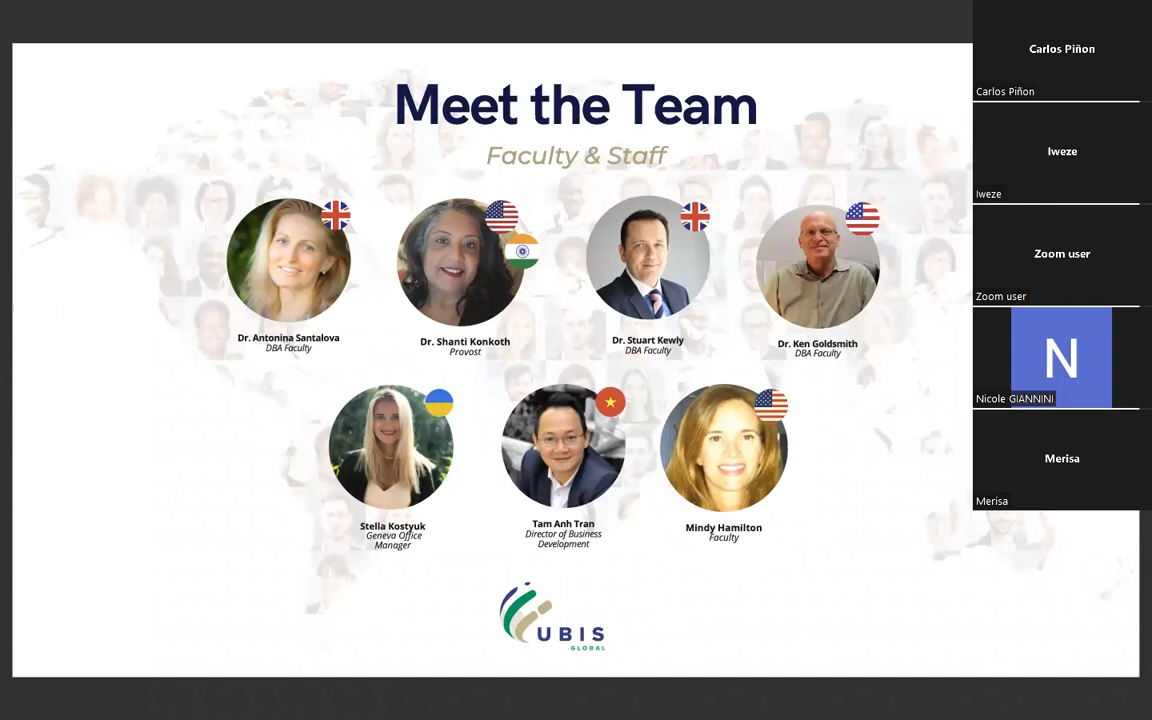 Meet the Team
Faculty & Staff
Dr. Antonina Santalova
DBA Faculty
Dr. Shanti Konkoth
Provost
Dr. Stuart Kewly
DBA Faculty
Dr. Ken Goldsmith
DBA Faculty
Stella Kostyuk
Geneva Office
Manager
Tam Anh Tran
Director of Business
Development
Mindy Hamilton
Faculty
UBIS
GLOBAL
Carlos Piñon
Carlos Piñon
Iweze
Iweze
Zoom user
Zoom user
N
Nicole GIANNINI
Merisa
Merisa